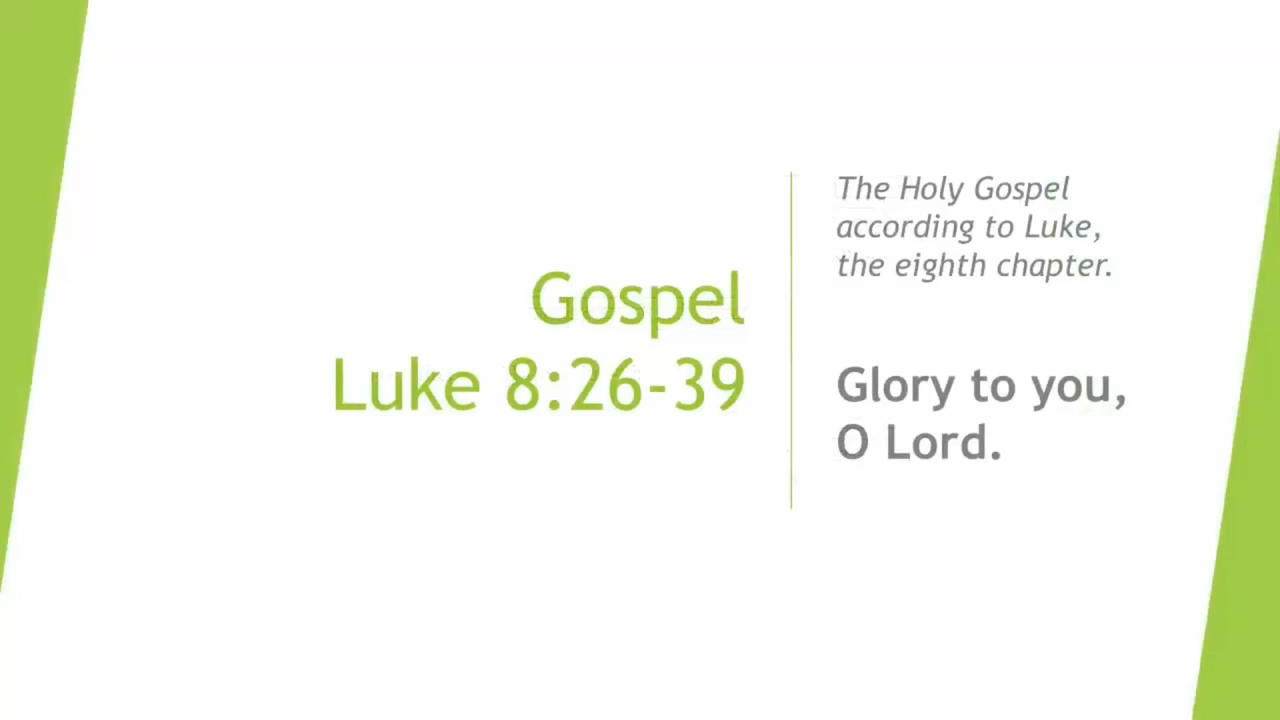 Gospel
Luke 8:26-39
The Holy Gospel
according to Luke,
the eighth chapter.
Glory to you,
O Lord.